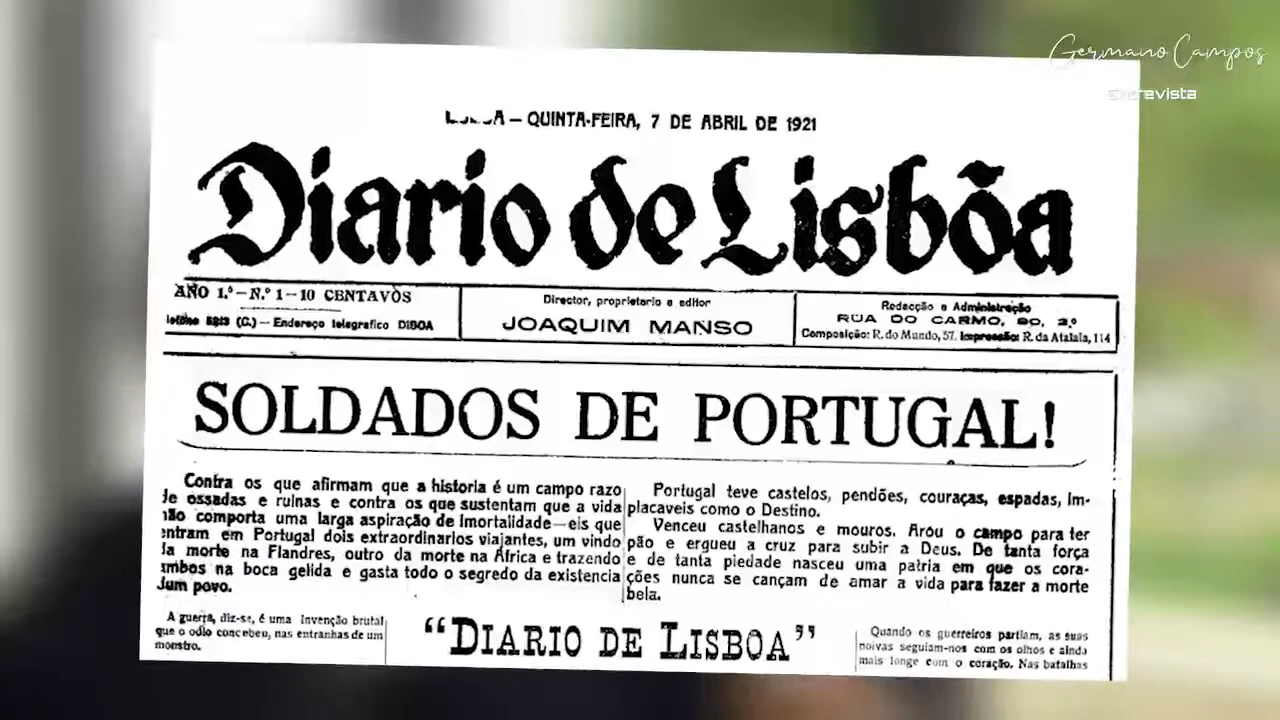 Germano Campos
Entrevista
— QUINTA-FEIRA, 7 DE ABRIL DE 1921
Diario de Lisbõa
ANO 1.º – N.º 1 – 10 CENTAVOS
(C.) — Endereço telegrafico DISBOA
Director, proprietario e editor
JOAQUIM MANSO
Redacção e Administração
RUA DO CARMO, 2.º
Composição: R. do Mundo, 57. Impressão: R. da Atalaia, 114
SOLDADOS DE PORTUGAL!
Contra os que afirmam que a historia é um campo razo
de ossadas e ruinas e contra os que sustentam que a vida
não comporta uma larga aspiração de imortalidade—eis que
entram em Portugal dois extraordinarios viajantes, um vindo
da morte na Flandres, outro da morte na Africa e trazendo
ambos na boca gelida e gasta todo o segredo da existencia
dum povo.
Portugal teve castelos, pendões, couraças, espadas, im-
placaveis como o Destino.
Venceu castelhanos e mouros. Arou o campo para ter
pão e ergueu a cruz para subir a Deus. De tanta força
e de tanta piedade nasceu uma patria em que os cora-
ções nunca se cançam de amar a vida para fazer a morte
bela.
A guerra, diz-se, é uma invenção brutal
que o odio concebeu, nas entranhas de um
monstro.
“DIARIO DE LISBOA”
Quando os guerreiros partiam, as suas
noivas seguiam-nos com os olhos e ainda
mais longe com o coração. Nas batalhas